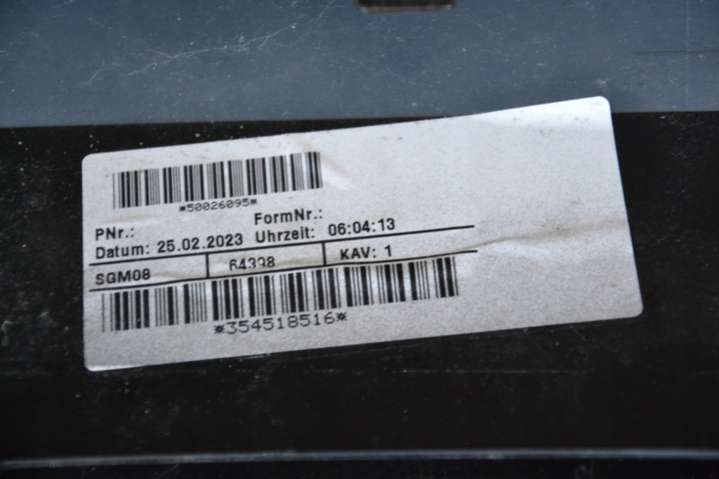 *50026095*
PNr.: FormNr.:
Datum: 25.02.2023 Uhrzeit: 06:04:13
SGM08 64398 KAV: 1
*354518516*